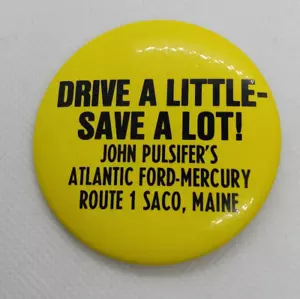 DRIVE A LITTLE-
SAVE A LOT!
JOHN PULSIFER'S
ATLANTIC FORD-MERCURY
ROUTE 1 SACO, MAINE